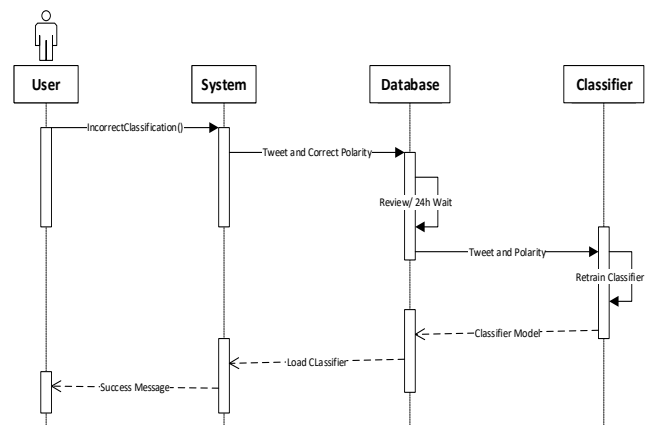 User
System
Database
Classifier
IncorrectClassification()
Tweet and Correct Polarity
Review/ 24h Wait
Tweet and Polarity
Retrain Classifier
Classifier Model
Load CLassifier
Success Message